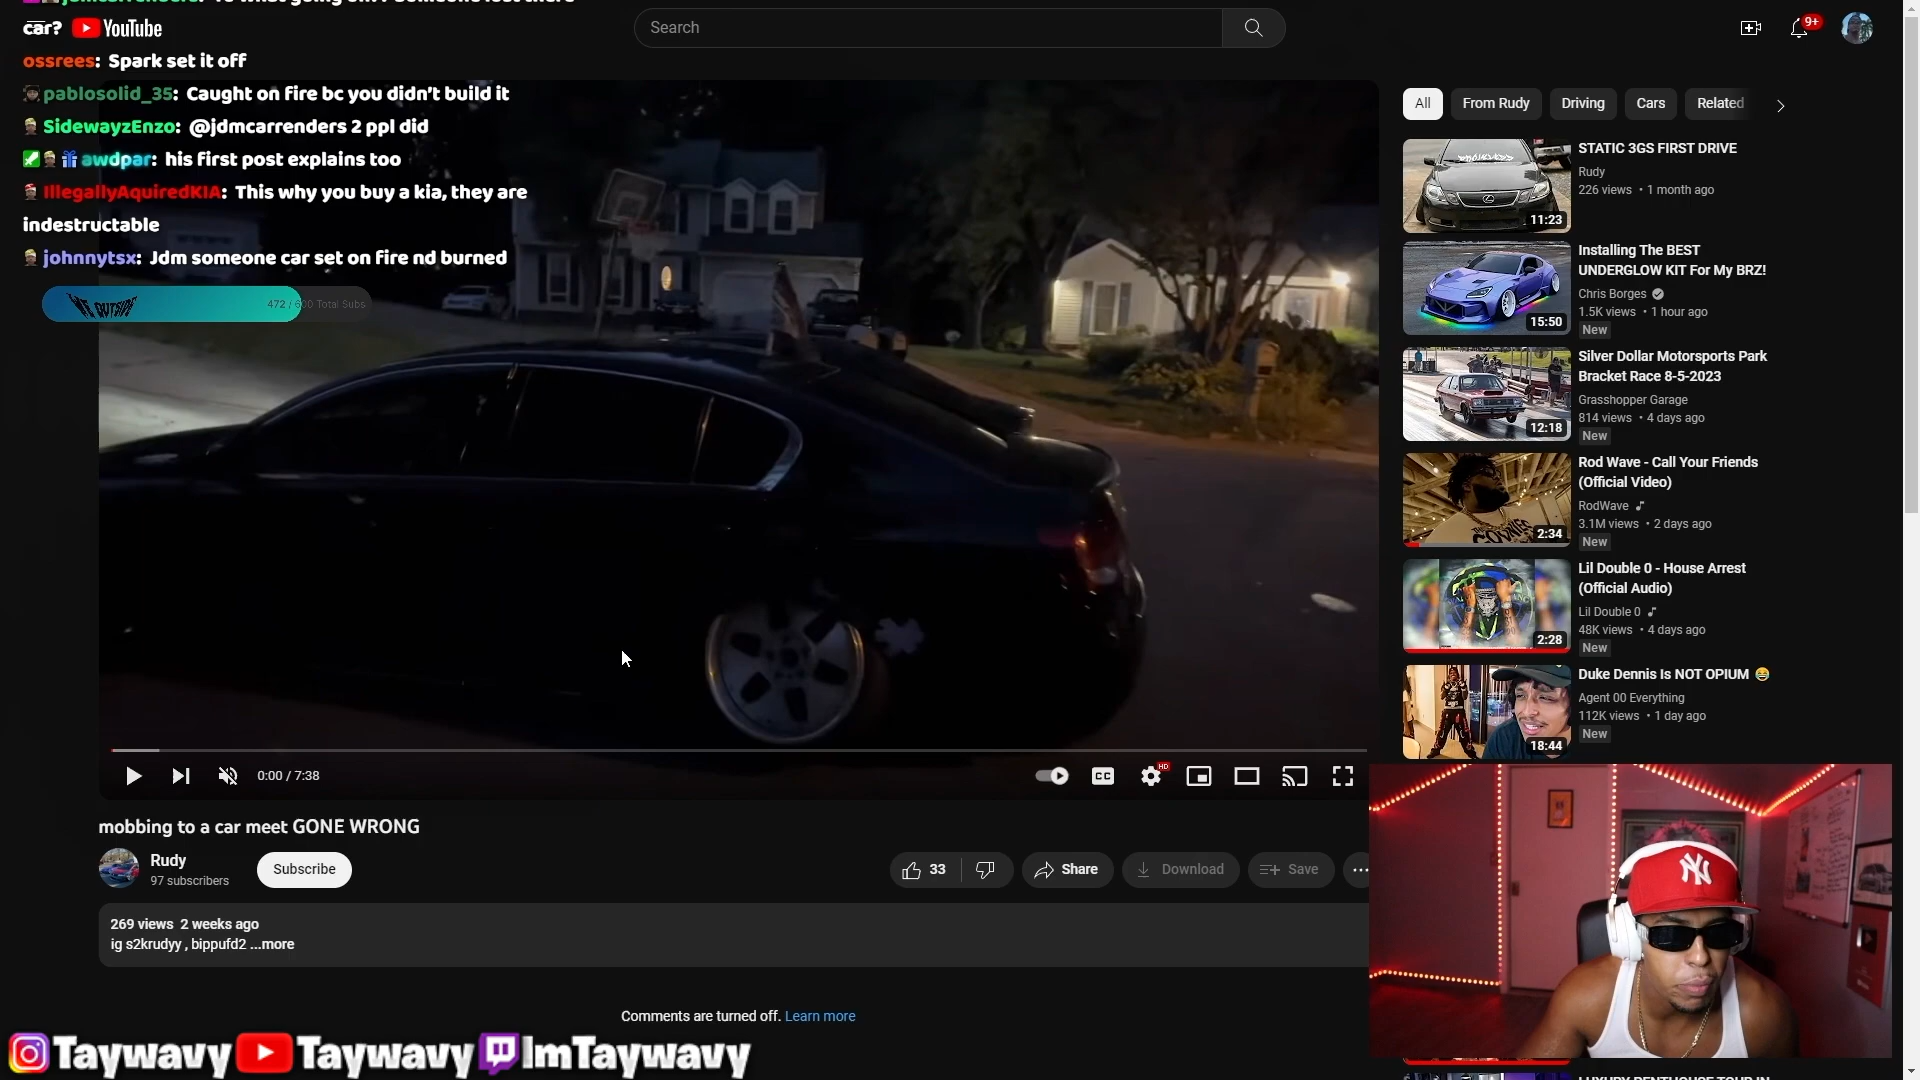 car?
YouTube
Search
9+
ossrees: Spark set it off
pablosolid_35: Caught on fire bc you didn't build it
SidewayzEnzo: @jdmcarrenders 2 ppl did
awdpar: his first post explains too
IllegallyAquiredKIA: This why you buy a kia, they are
indestructable
johnnytsx: Jdm someone car set on fire nd burned
472 / 600 Total Subs
0:00 / 7:38
CC
HD
mobbing to a car meet GONE WRONG
Rudy
97 subscribers
Subscribe
33
Share
Download
Save
269 views 2 weeks ago
ig s2krudyy , bippufd2 ...more
Comments are turned off. Learn more
Taywavy Taywavy ImTaywavy
All
From Rudy
Driving
Cars
Related
STATIC 3GS FIRST DRIVE
Rudy
226 views • 1 month ago
11:23
Installing The BEST
UNDERGLOW KIT For My BRZ!
Chris Borges
1.5K views • 1 hour ago
15:50
New
Silver Dollar Motorsports Park
Bracket Race 8-5-2023
Grasshopper Garage
814 views • 4 days ago
12:18
New
Rod Wave - Call Your Friends
(Official Video)
RodWave
3.1M views • 2 days ago
2:34
New
Lil Double 0 - House Arrest
(Official Audio)
Lil Double 0
48K views • 4 days ago
2:28
New
Duke Dennis Is NOT OPIUM 😂
Agent 00 Everything
112K views • 1 day ago
18:44
New
NY